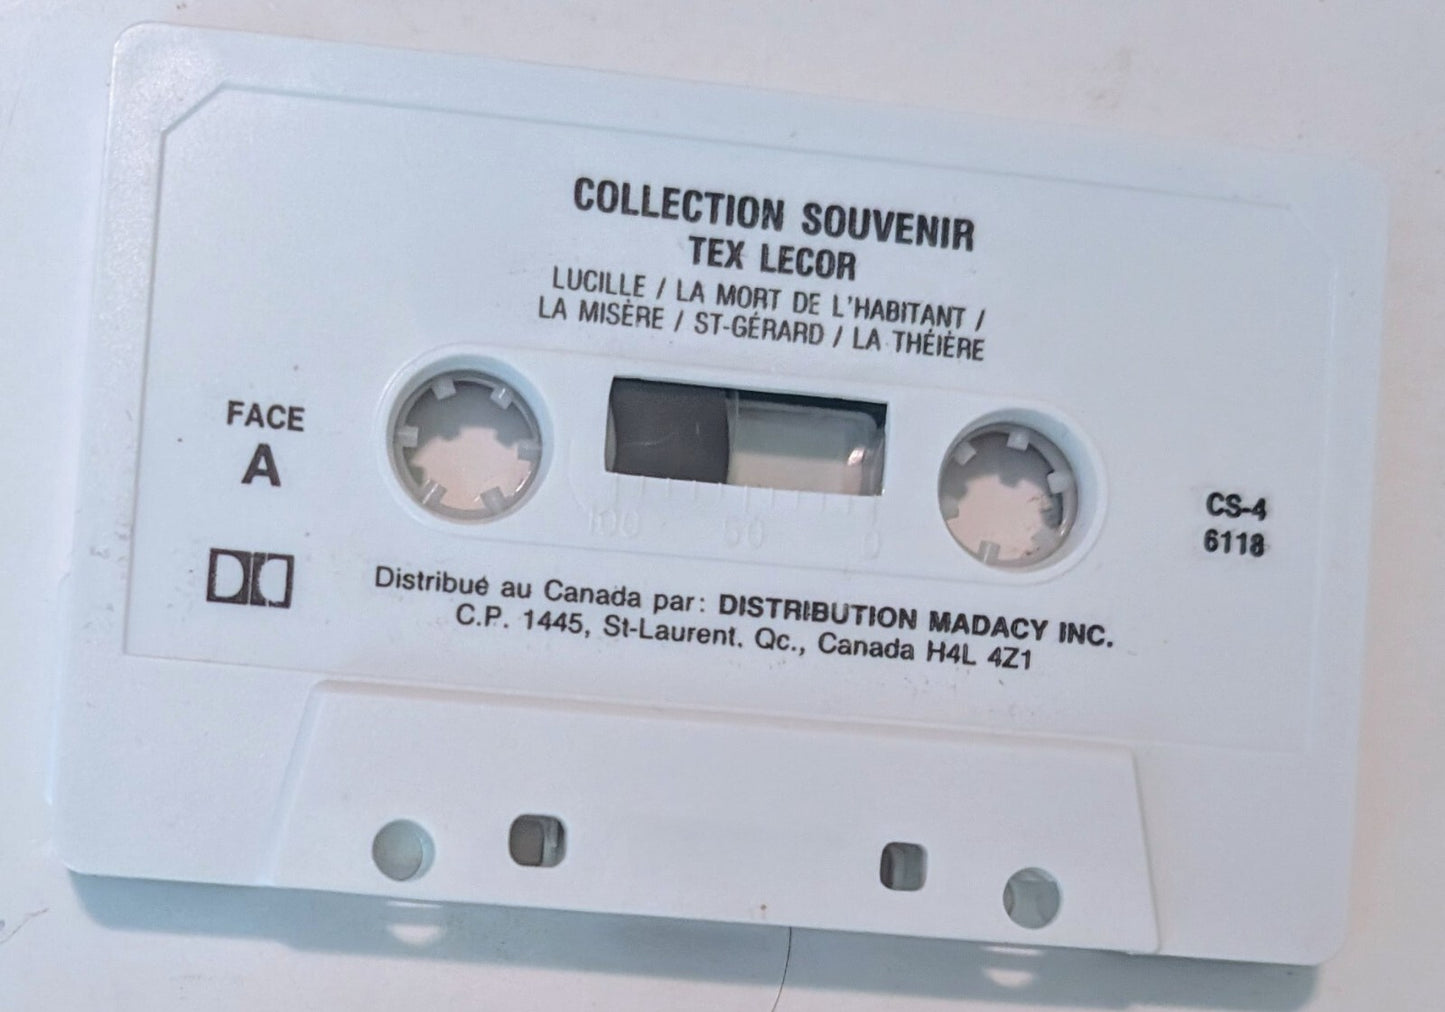 COLLECTION SOUVENIR
TEX LECOR
LUCILLE / LA MORT DE L'HABITANT /
LA MISÈRE / ST-GÉRARD / LA THÉIÈRE
FACE
A
100 50 0
CS-4
6118
Distribué au Canada par: DISTRIBUTION MADACY INC.
C.P. 1445, St-Laurent. Qc., Canada H4L 4Z1